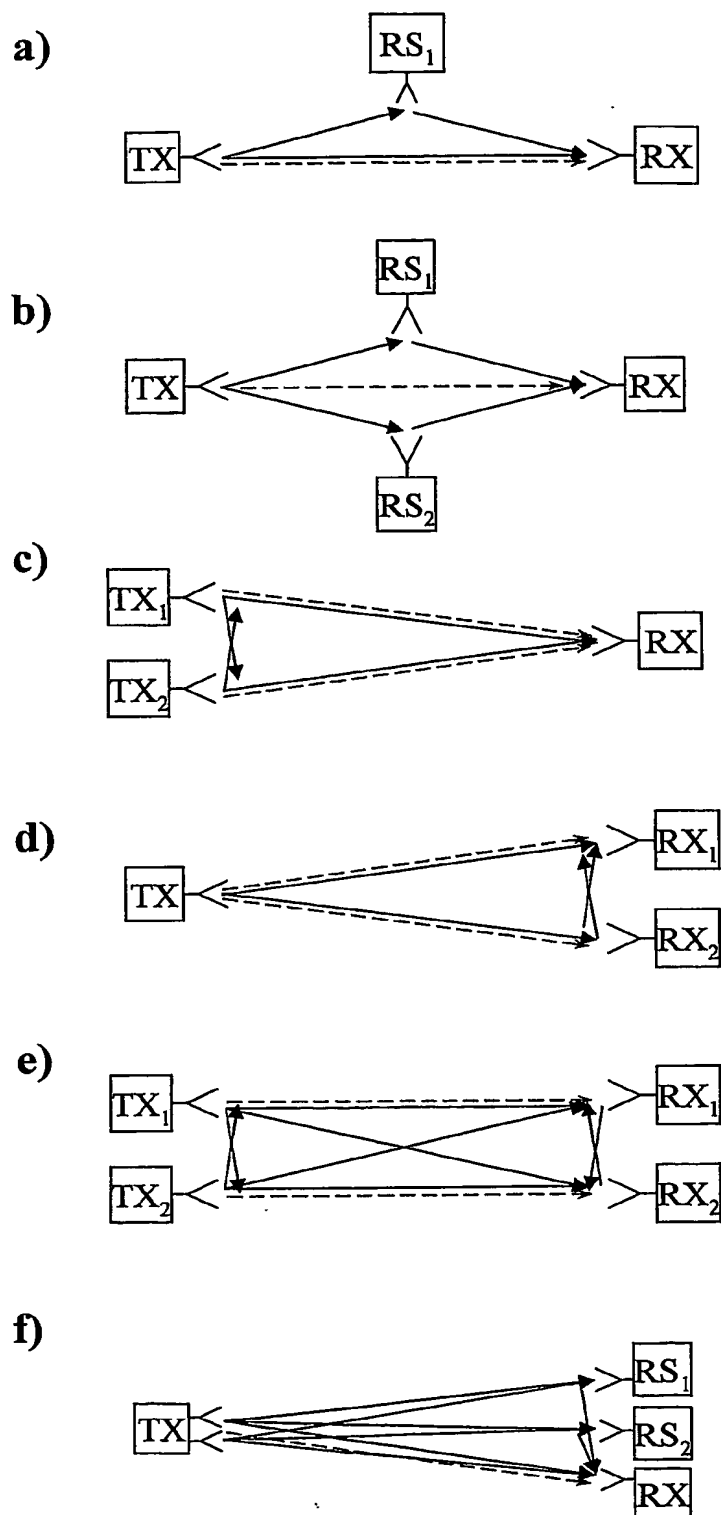 a)
RS1
TX
RX
b)
RS1
TX
RX
RS2
c)
TX1
RX
TX2
d)
RX1
TX
RX2
e)
TX1
RX1
TX2
RX2
f)
RS1
TX
RS2
RX